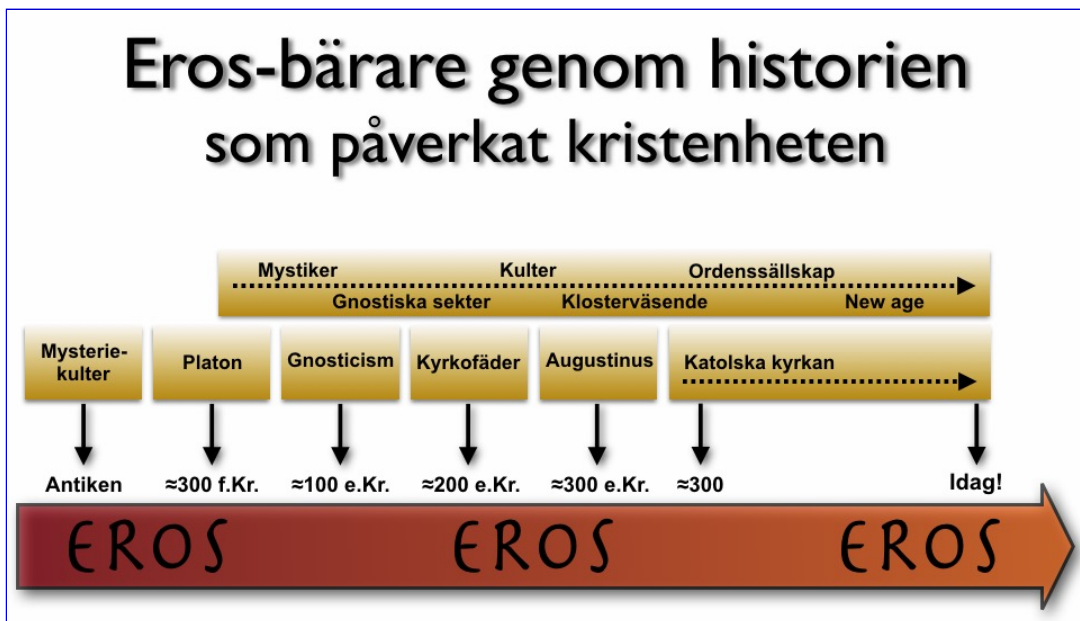 Eros-bärare genom historien
som påverkat kristenheten
Mystiker Kulter Ordenssällskap
Gnostiska sekter Klosterväsende New age
Mysterie-
kulter
Platon
Gnosticism
Kyrkofäder
Augustinus
Katolska kyrkan
Antiken ≈300 f.Kr. ≈100 e.Kr. ≈200 e.Kr. ≈300 e.Kr. ≈300 Idag!
EROS EROS EROS